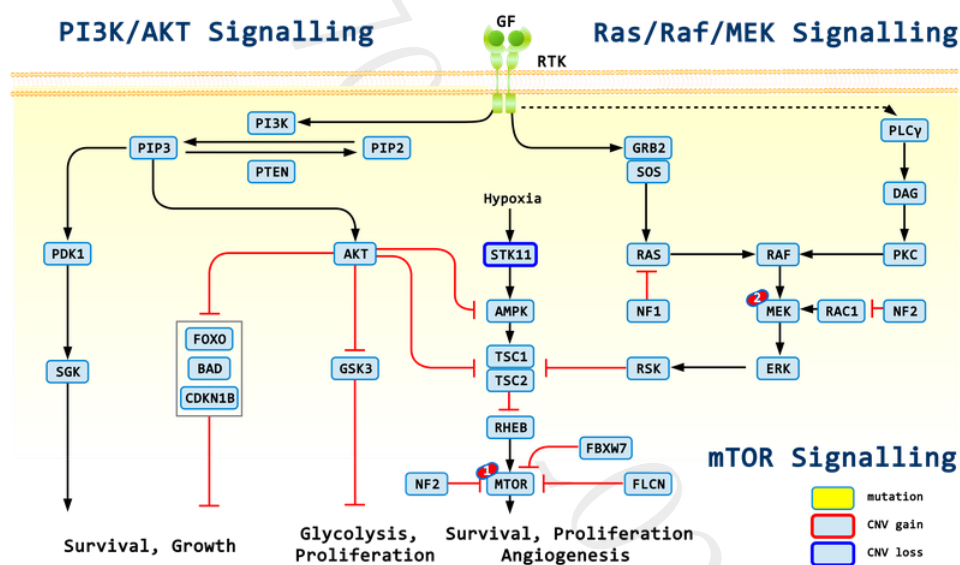 PI3K/AKT Signalling
GF
Ras/Raf/MEK Signalling
RTK
PI3K
PLCγ
PIP3
PIP2
GRB2
PTEN
SOS
DAG
Hypoxia
PDK1
AKT
STK11
RAS
RAF
PKC
2
AMPK
NF1
MEK
RAC1
NF2
FOXO
TSC1
BAD
GSK3
SGK
TSC2
RSK
ERK
CDKN1B
RHEB
FBXW7
mTOR Signalling
1
NF2
MTOR
FLCN
mutation
CNV gain
CNV loss
Survival, Growth
Glycolysis,
Proliferation
Survival, Proliferation
Angiogenesis